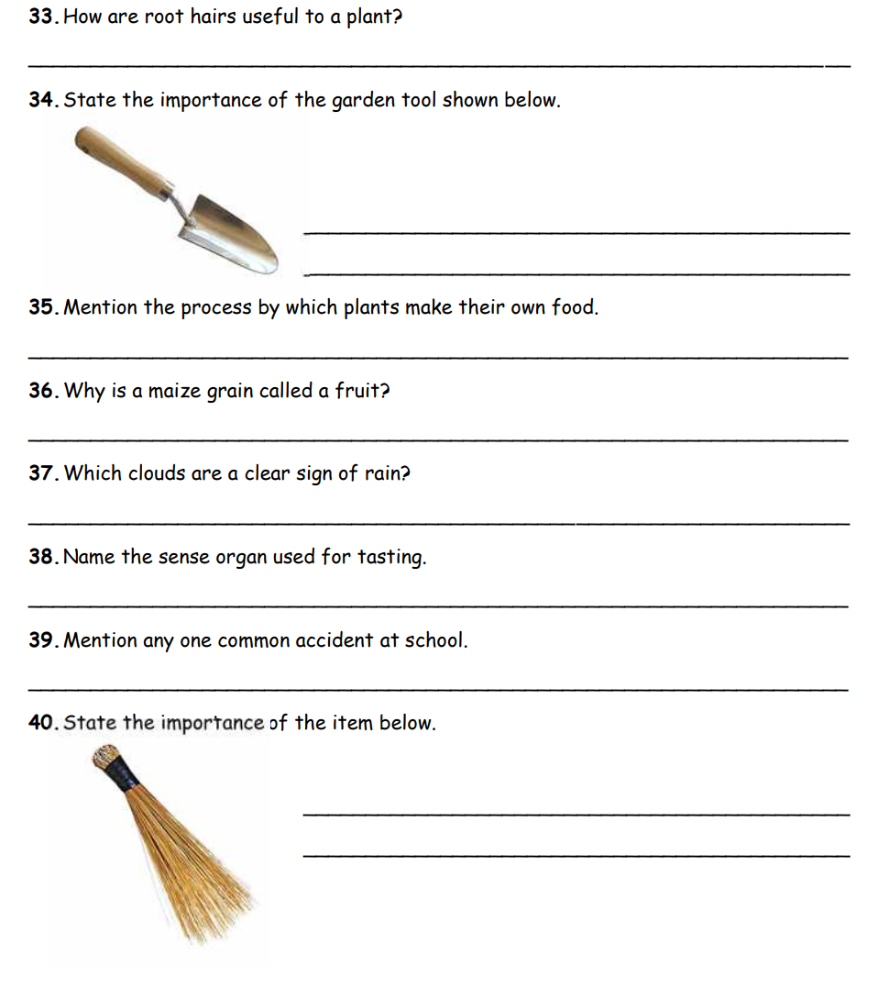 33. How are root hairs useful to a plant?
34. State the importance of the garden tool shown below.
35. Mention the process by which plants make their own food.
36. Why is a maize grain called a fruit?
37. Which clouds are a clear sign of rain?
38. Name the sense organ used for tasting.
39. Mention any one common accident at school.
40. State the importance of the item below.